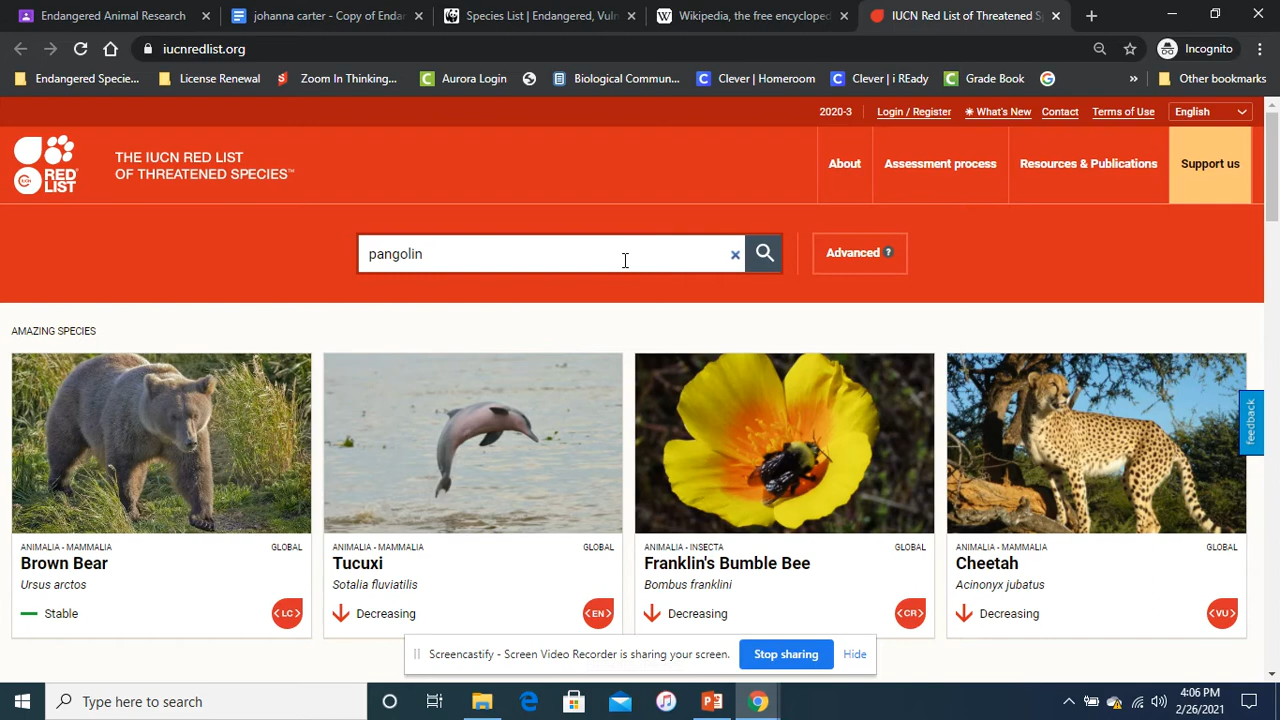 Endangered Animal Research
johanna carter - Copy of Endan
Species List | Endangered, Vuln
Wikipedia, the free encycloped
IUCN Red List of Threatened S
iucnredlist.org
Incognito
Endangered Specie...
License Renewal
Zoom In Thinking...
Aurora Login
Biological Commun...
Clever | Homeroom
Clever | i READY
Grade Book
»
Other bookmarks
2020-3
Login / Register
What's New
Contact
Terms of Use
English
RED LIST
THE IUCN RED LIST
OF THREATENED SPECIES™
About
Assessment process
Resources & Publications
Support us
pangolin
Advanced ?
AMAZING SPECIES
ANIMALIA - MAMMALIA GLOBAL
Brown Bear
Ursus arctos
Stable <LC>
ANIMALIA - MAMMALIA GLOBAL
Tucuxi
Sotalia fluviatilis
Decreasing <EN>
ANIMALIA - INSECTA GLOBAL
Franklin's Bumble Bee
Bombus franklini
Decreasing <CR>
ANIMALIA - MAMMALIA GLOBAL
Cheetah
Acinonyx jubatus
Decreasing <VU>
feedback
Screencastify - Screen Video Recorder is sharing your screen.
Stop sharing
Hide
Type here to search
4:06 PM
2/26/2021